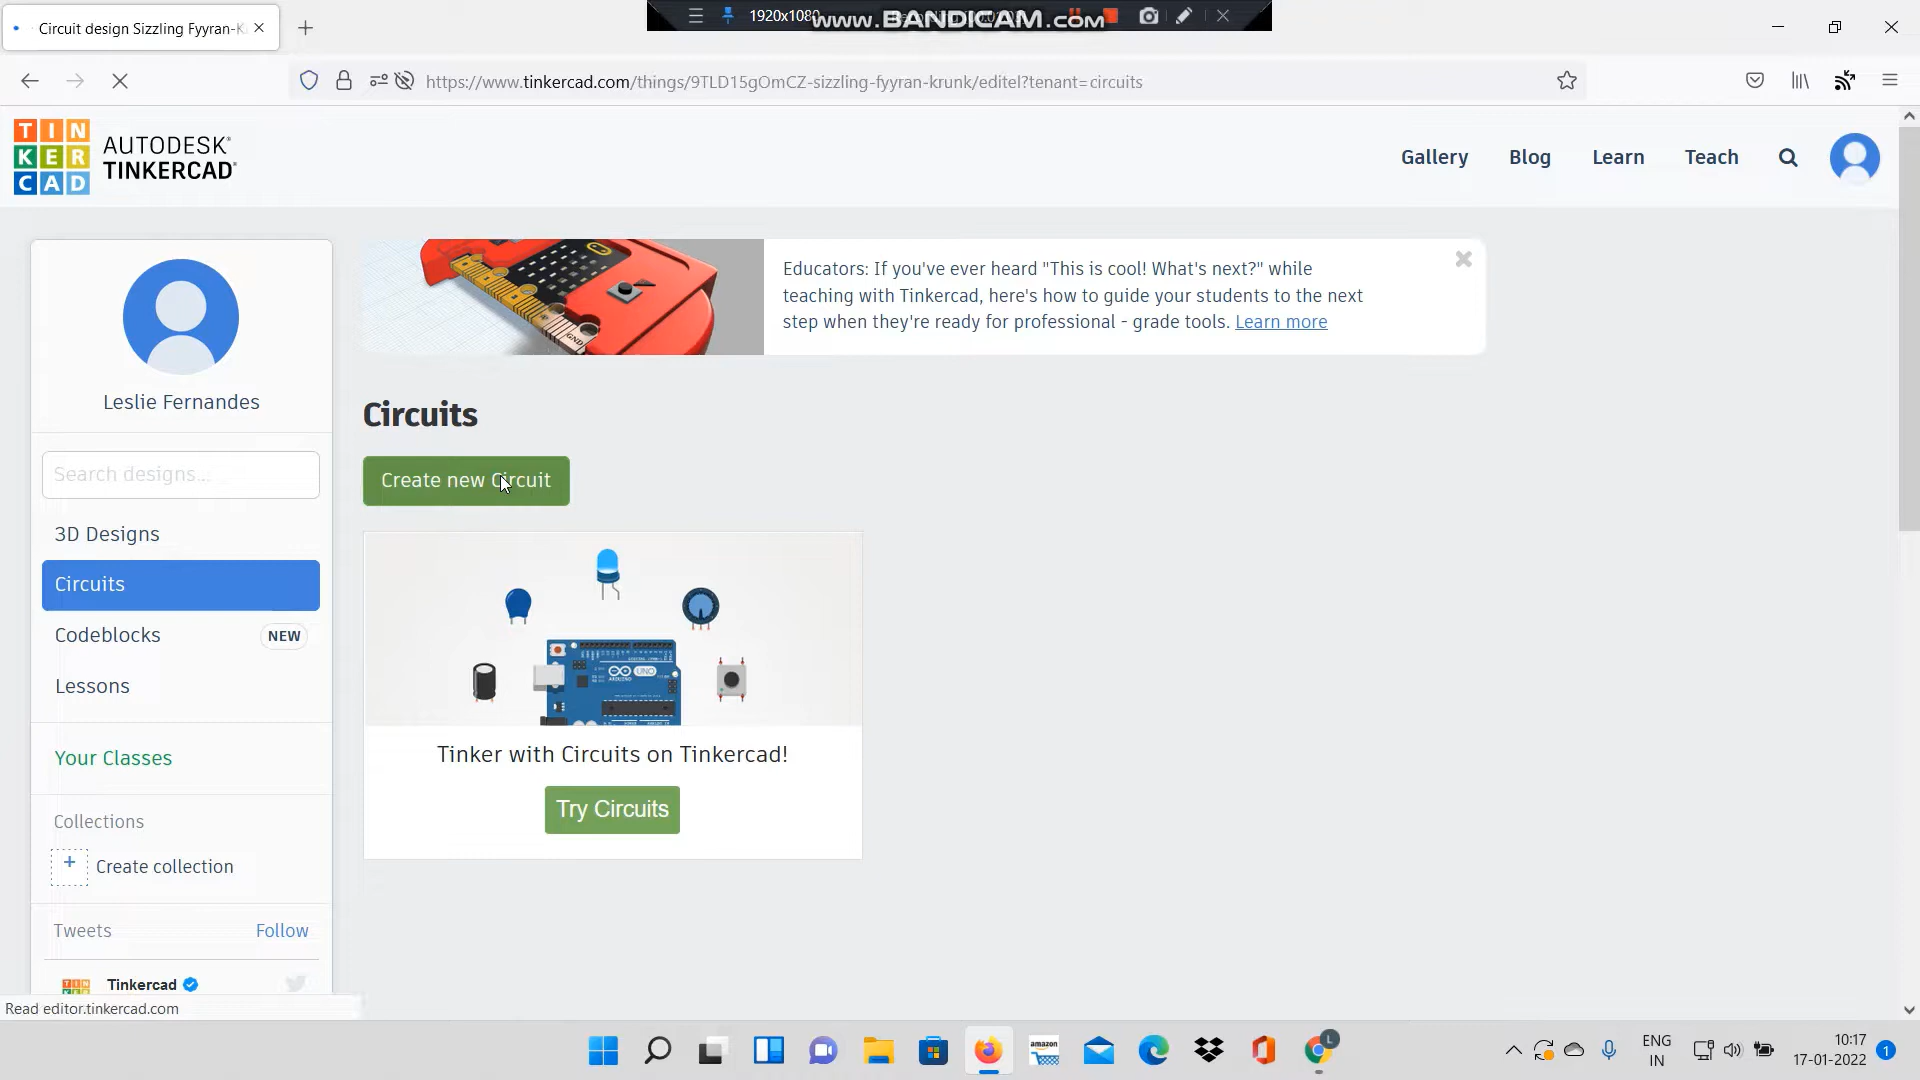 Circuit design Sizzling Fyyran-K
1920x1080
www.BANDICAM.com
https://www.tinkercad.com/things/9TLD15gOmCZ-sizzling-fyyran-krunk/editel?tenant=circuits
TIN
KER
CAD
AUTODESK®
TINKERCAD®
Gallery
Blog
Learn
Teach
Leslie Fernandes
Search designs...
3D Designs
Circuits
Codeblocks
NEW
Lessons
Your Classes
Collections
+ Create collection
Tweets
Follow
Tinkercad
Read editor.tinkercad.com
GND
Educators: If you've ever heard "This is cool! What's next?" while
teaching with Tinkercad, here's how to guide your students to the next
step when they're ready for professional - grade tools. Learn more
Circuits
Create new Circuit
UNO
Tinker with Circuits on Tinkercad!
Try Circuits
amazon
L
ENG
IN
10:17
17-01-2022
1